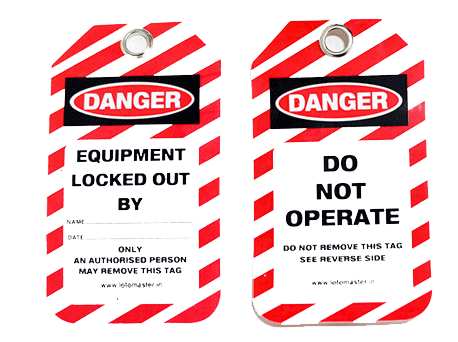 DANGER
EQUIPMENT
LOCKED OUT
BY
NAME
DATE
ONLY
AN AUTHORISED PERSON
MAY REMOVE THIS TAG
www.lotomaster.in
DANGER
DO
NOT
OPERATE
DO NOT REMOVE THIS TAG
SEE REVERSE SIDE
www.lotomaster.in